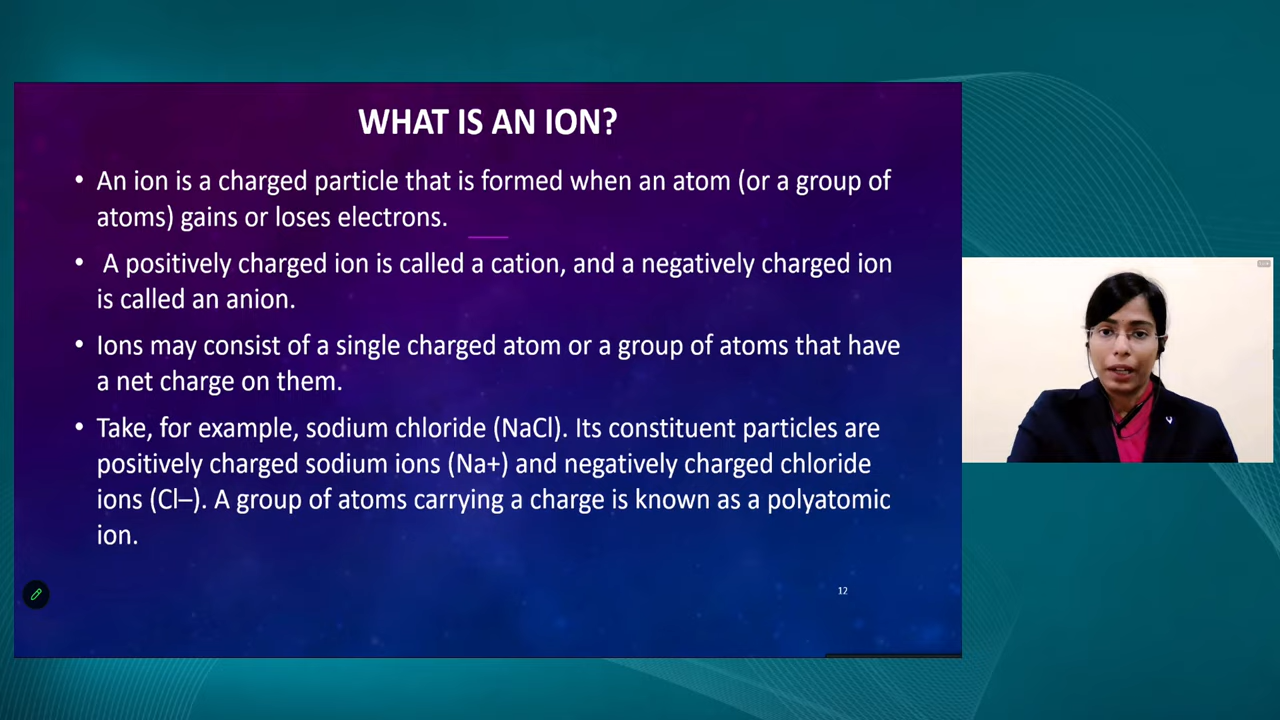 WHAT IS AN ION?
• An ion is a charged particle that is formed when an atom (or a group of
atoms) gains or loses electrons.
• A positively charged ion is called a cation, and a negatively charged ion
is called an anion.
• Ions may consist of a single charged atom or a group of atoms that have
a net charge on them.
• Take, for example, sodium chloride (NaCl). Its constituent particles are
positively charged sodium ions (Na+) and negatively charged chloride
ions (Cl–). A group of atoms carrying a charge is known as a polyatomic
ion.
12